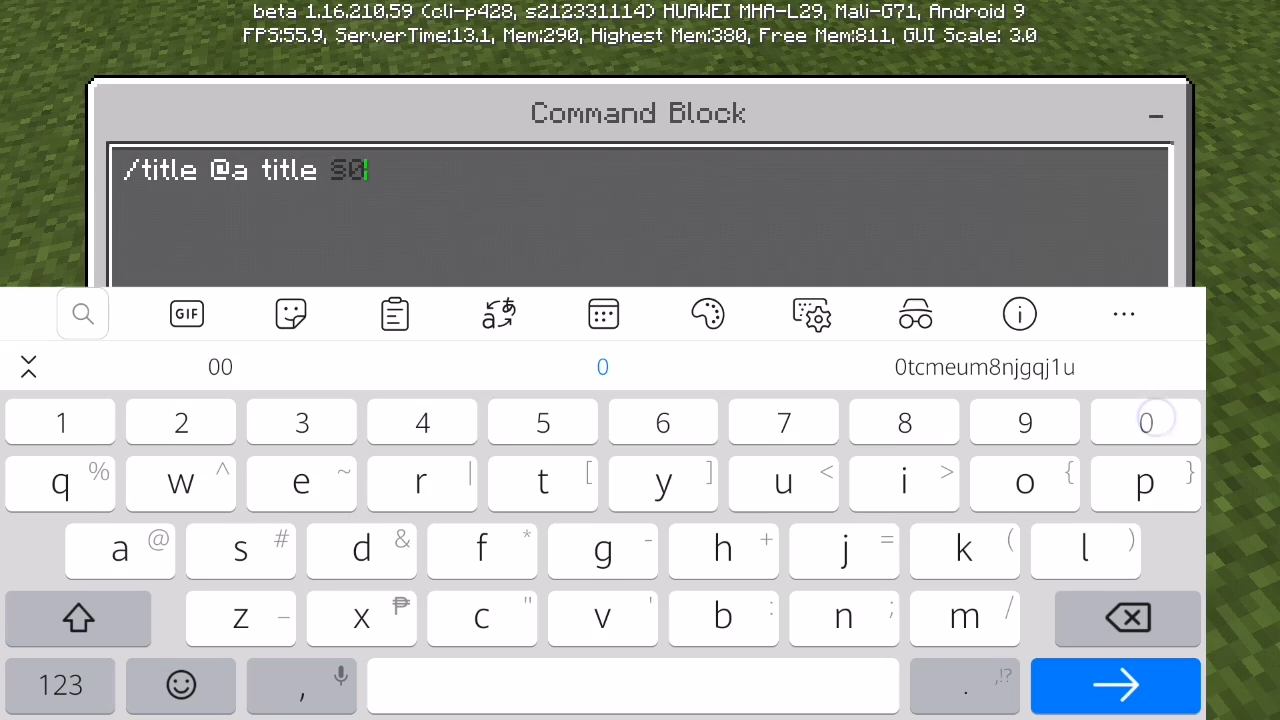 beta 1.16.210.59 (cli-p428, s212331114) HUAWEI MHA-L29, Mali-G71, Android 9
FPS:55.9, ServerTime:13.1, Mem:290, Highest Mem:380, Free Mem:811, GUI Scale: 3.0
Command Block
/title @a title §0
GIF
00 0 0tcmeum8njgqj1u
1 2 3 4 5 6 7 8 9 0
q % w ^ e ~ r | t [ y ] u < i > o { p }
a @ s # d & f * g - h + j = k ( l )
z _ x ₱ c " v ' b : n ; m /
123 , . ,!?